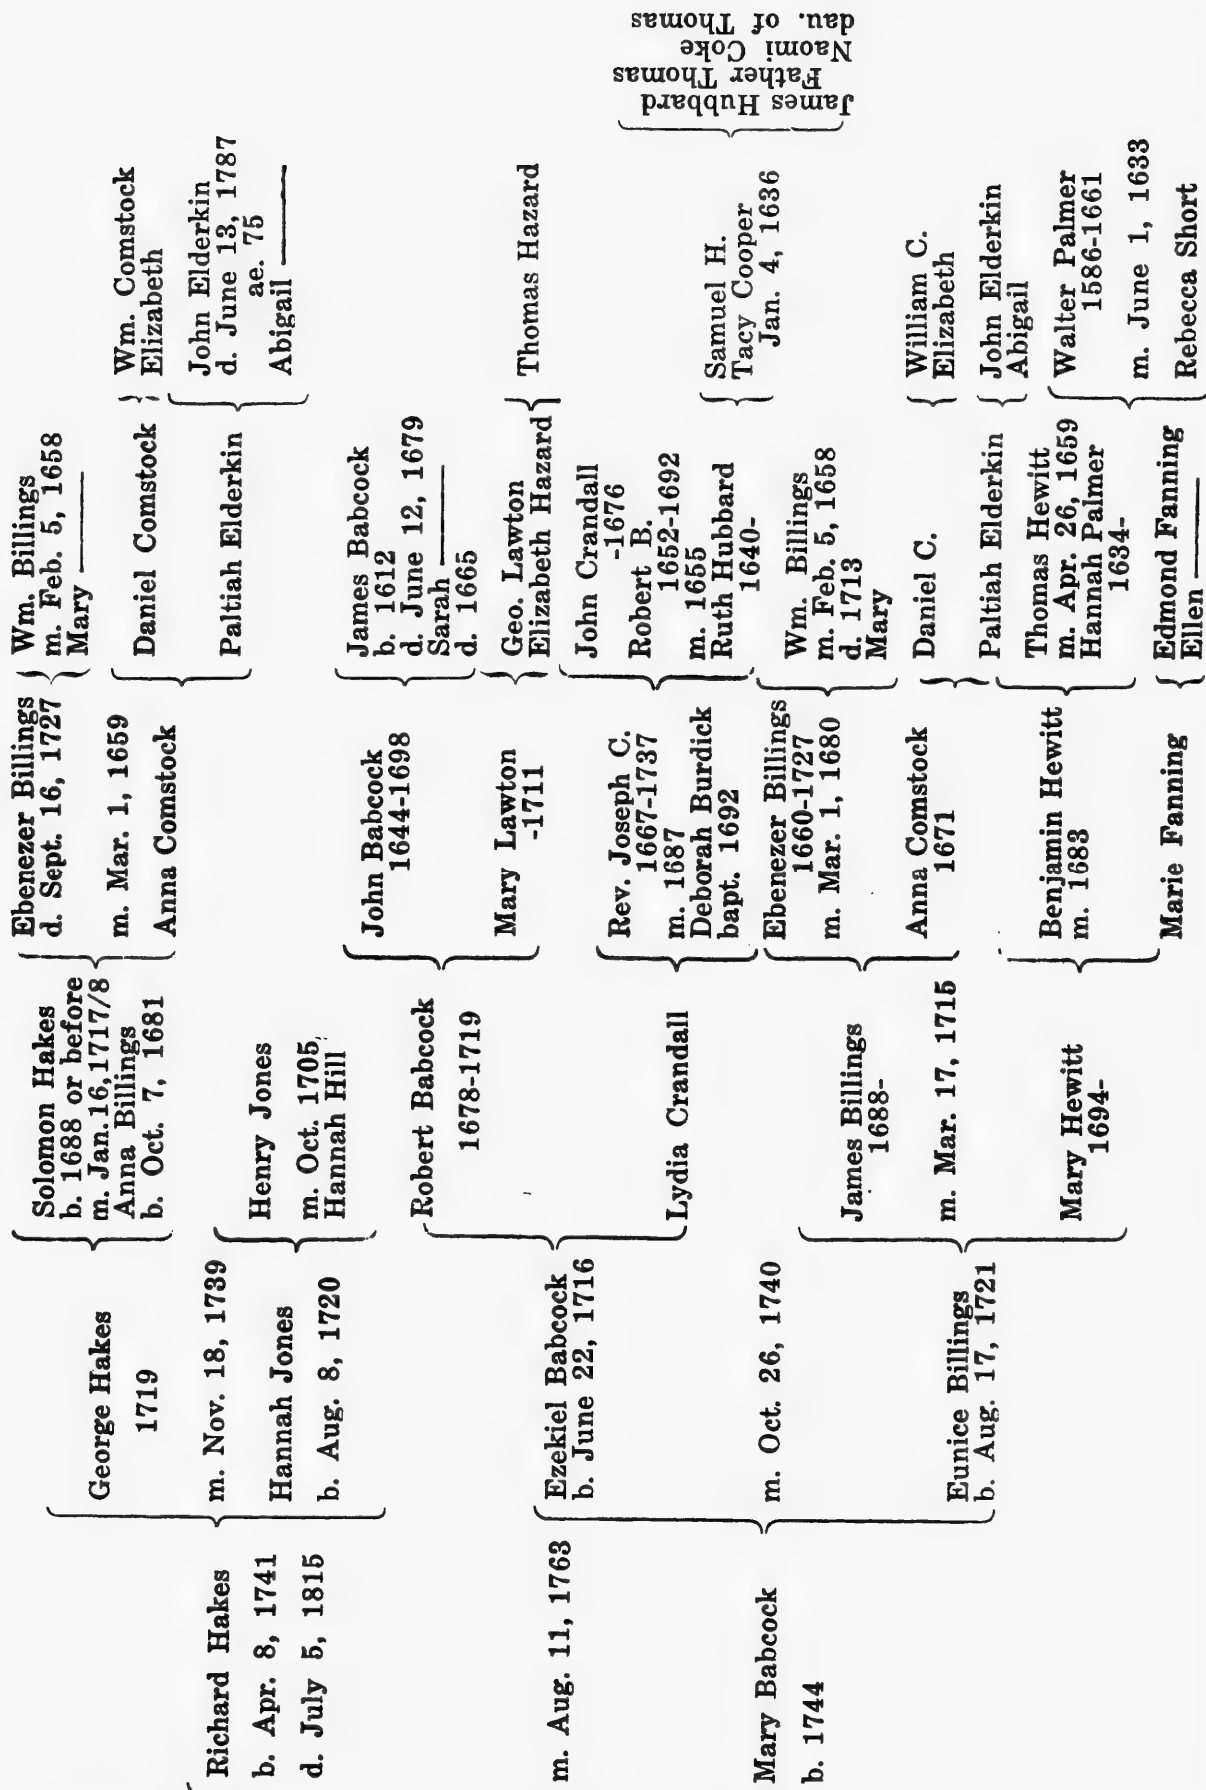 Richard Hakes
b. Apr. 8, 1741
d. July 5, 1815
m. Aug. 11, 1763
Mary Babcock
b. 1744
George Hakes
1719
m. Nov. 18, 1739
Hannah Jones
b. Aug. 8, 1720
Ezekiel Babcock
b. June 22, 1716
m. Oct. 26, 1740
Eunice Billings
b. Aug. 17, 1721
Solomon Hakes
b. 1688 or before
m. Jan.16,1717/8
Anna Billings
b. Oct. 7, 1681
Henry Jones
m. Oct. 1705,
Hannah Hill
Robert Babcock
1678-1719
Lydia Crandall
James Billings
1688-
m. Mar. 17, 1715
Mary Hewitt
1694-
Ebenezer Billings
d. Sept. 16, 1727
m. Mar. 1, 1659
Anna Comstock
John Babcock
1644-1698
Mary Lawton
-1711
Rev. Joseph C.
1667-1737
m. 1687
Deborah Burdick
bapt. 1692
Ebenezer Billings
1660-1727
m. Mar. 1, 1680
Anna Comstock
1671
Benjamin Hewitt
m. 1683
Marie Fanning
Wm. Billings
m. Feb. 5, 1658
Mary ———
Daniel Comstock
Paltiah Elderkin
James Babcock
b. 1612
d. June 12, 1679
Sarah ———
d. 1665
Geo. Lawton
Elizabeth Hazard
John Crandall
-1676
Robert B.
1652-1692
m. 1655
Ruth Hubbard
1640-
Wm. Billings
m. Feb. 5, 1658
d. 1713
Mary
Daniel C.
Paltiah Elderkin
Thomas Hewitt
m. Apr. 26, 1659
Hannah Palmer
1634-
Edmond Fanning
Ellen ———
Wm. Comstock
Elizabeth
John Elderkin
d. June 13, 1787
ae. 75
Abigail ———
Thomas Hazard
Samuel H.
Tacy Cooper
Jan. 4, 1636
William C.
Elizabeth
John Elderkin
Abigail
Walter Palmer
1586-1661
m. June 1, 1633
Rebecca Short
James Hubbard
Father Thomas
Naomi Coke
dau. of Thomas